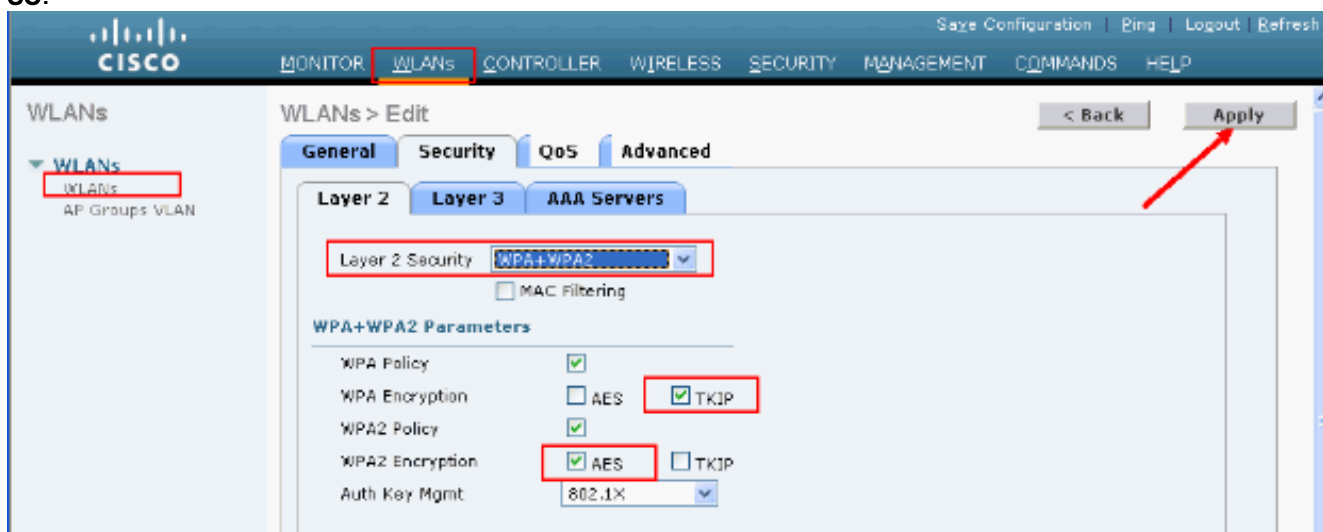 Save Configuration | Ping | Logout | Refresh
CISCO
MONITOR WLANs CONTROLLER WIRELESS SECURITY MANAGEMENT COMMANDS HELP
WLANs
WLANs > Edit
< Back
Apply
General Security QoS Advanced
WLANs
WLANs
AP Groups VLAN
Layer 2 Layer 3 AAA Servers
Layer 2 Security WPA+WPA2
MAC Filtering
WPA+WPA2 Parameters
WPA Policy
WPA Encryption AES TKIP
WPA2 Policy
WPA2 Encryption AES TKIP
Auth Key Mgmt 802.1X